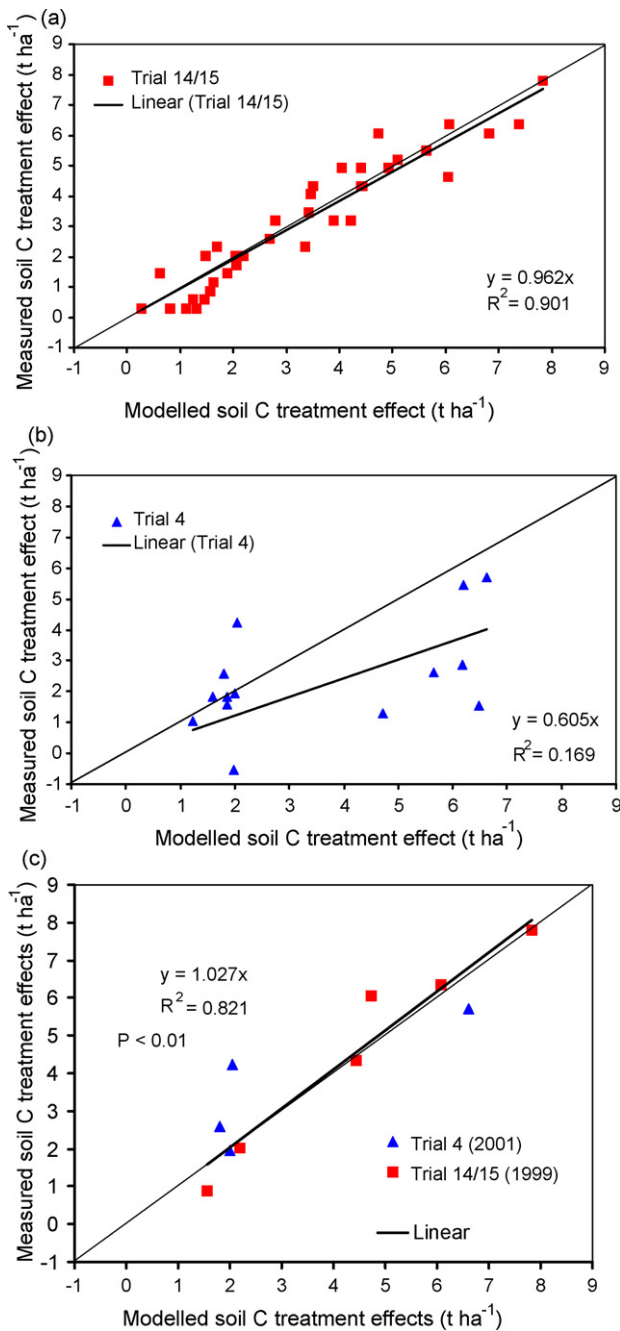 (a)
Measured soil C treatment effect (t ha⁻¹)
9
8
7
6
5
4
3
2
1
0
-1
Trial 14/15
Linear (Trial 14/15)
y = 0.962x
R² = 0.901
-1 0 1 2 3 4 5 6 7 8 9
Modelled soil C treatment effect (t ha⁻¹)
(b)
Measured soil C treatment effect (t ha⁻¹)
9
8
7
6
5
4
3
2
1
0
-1
Trial 4
Linear (Trial 4)
y = 0.605x
R² = 0.169
-1 0 1 2 3 4 5 6 7 8 9
Modelled soil C treatment effect (t ha⁻¹)
(c)
Measured soil C treatment effects (t ha⁻¹)
9
8
7
6
5
4
3
2
1
0
-1
y = 1.027x
R² = 0.821
P < 0.01
Trial 4 (2001)
Trial 14/15 (1999)
Linear
-1 0 1 2 3 4 5 6 7 8 9
Modelled soil C treatment effects (t ha⁻¹)